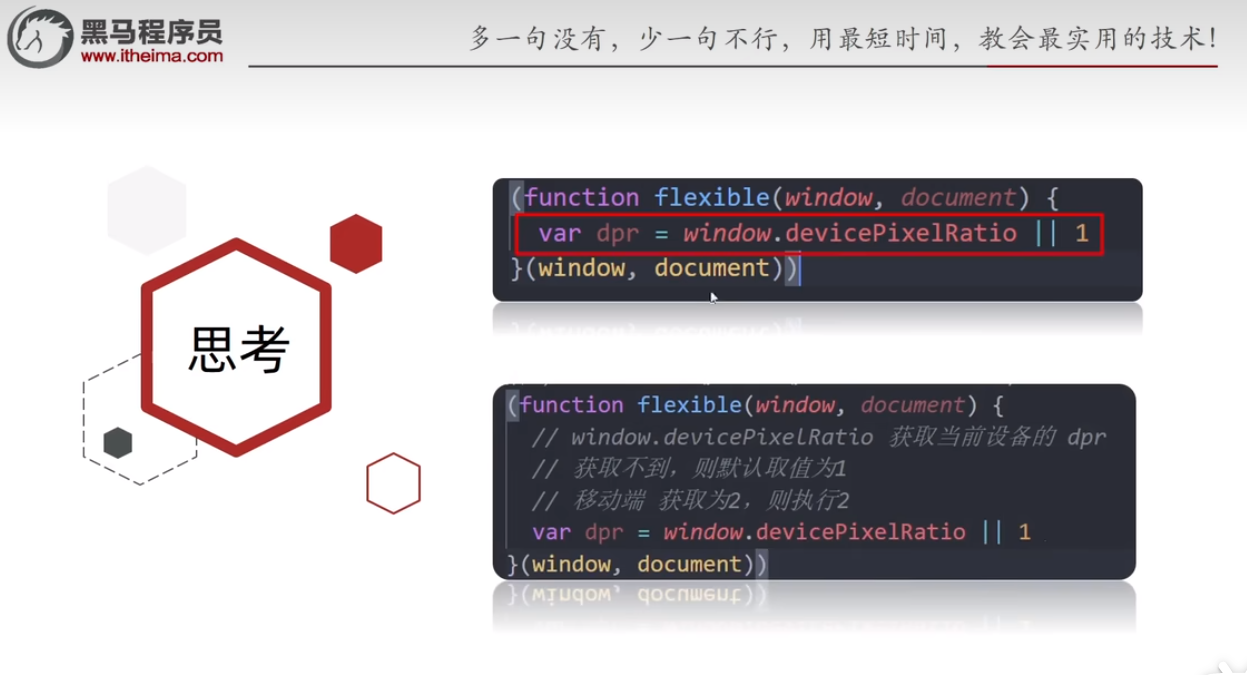 黑马程序员
www.itheima.com
多一句没有，少一句不行，用最短时间，教会最实用的技术！
思考
(function flexible(window, document) {
var dpr = window.devicePixelRatio || 1
}(window, document))
(function flexible(window, document) {
// window.devicePixelRatio 获取当前设备的 dpr
// 获取不到，则默认取值为1
// 移动端 获取为2，则执行2
var dpr = window.devicePixelRatio || 1
}(window, document))